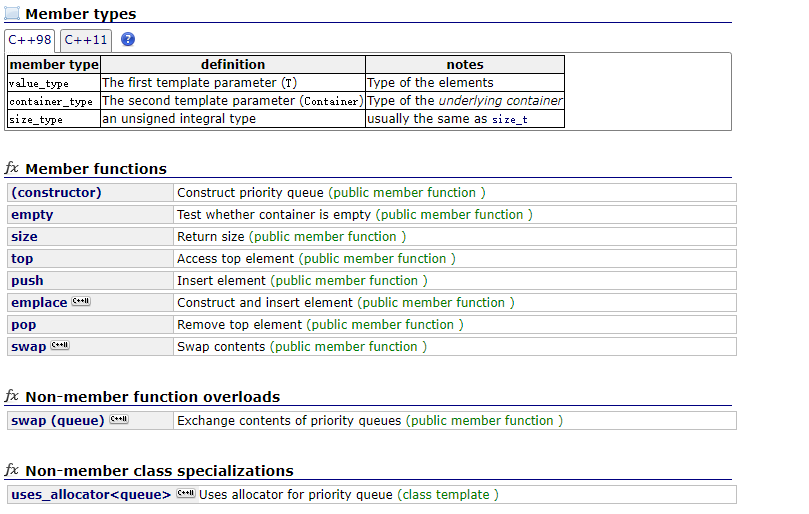 Member types
C++98 C++11 ?
member type definition notes
value_type The first template parameter (T) Type of the elements
container_type The second template parameter (Container) Type of the underlying container
size_type an unsigned integral type usually the same as size_t
fx Member functions
(constructor) Construct priority queue (public member function )
empty Test whether container is empty (public member function )
size Return size (public member function )
top Access top element (public member function )
push Insert element (public member function )
emplace C++11 Construct and insert element (public member function )
pop Remove top element (public member function )
swap C++11 Swap contents (public member function )
fx Non-member function overloads
swap (queue) C++11 Exchange contents of priority queues (public member function )
fx Non-member class specializations
uses_allocator<queue> C++11 Uses allocator for priority queue (class template )